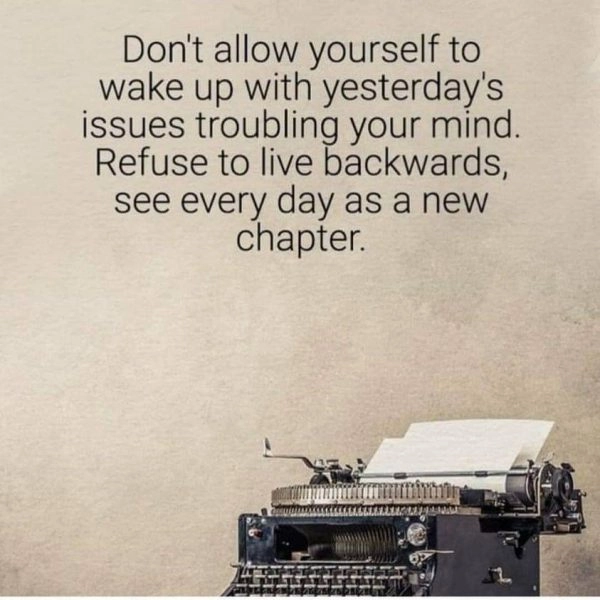 Don't allow yourself to
wake up with yesterday's
issues troubling your mind.
Refuse to live backwards,
see every day as a new
chapter.